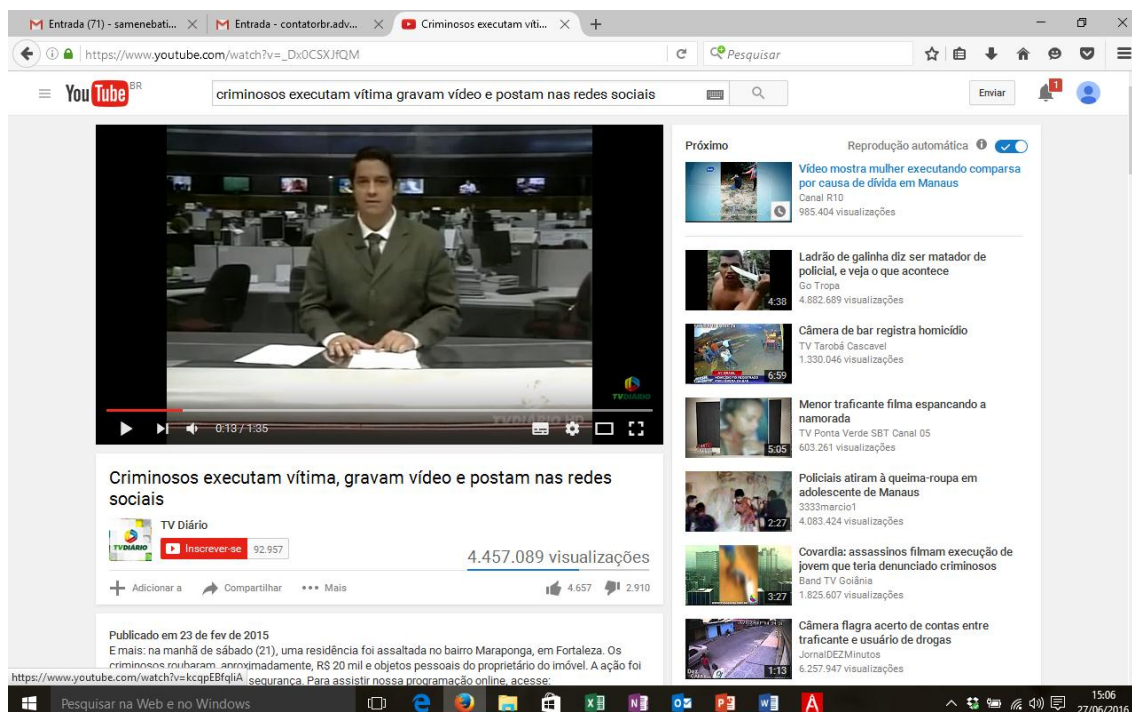 Entrada (71) - samenebati...
Entrada - contatorbr.adv...
Criminosos executam víti...
https://www.youtube.com/watch?v=_Dx0CSXJfQM
Pesquisar
YouTube BR
criminosos executam vítima gravam vídeo e postam nas redes sociais
Enviar
1
TVDIÁRIO
TVDIÁRIO HD
0:13 / 1:35
Criminosos executam vítima, gravam vídeo e postam nas redes
sociais
TVDIÁRIO
TV Diário
Inscrever-se 92.957
4.457.089 visualizações
Adicionar a Compartilhar Mais
4.657 2.910
Publicado em 23 de fev de 2015
E mais: na manhã de sábado (21), uma residência foi assaltada no bairro Maraponga, em Fortaleza. Os
criminosos roubaram, aproximadamente, R$ 20 mil e objetos pessoais do proprietário do imóvel. A ação foi
segurança. Para assistir nossa programação online, acesse:
https://www.youtube.com/watch?v=kcqpEBfqliA
Próximo
Reprodução automática
Vídeo mostra mulher executando comparsa
por causa de dívida em Manaus
Canal R10
985.404 visualizações
Ladrão de galinha diz ser matador de
policial, e veja o que acontece
Go Tropa
4.882.689 visualizações
4:38
Câmera de bar registra homicídio
TV Tarobá Cascavel
1.330.046 visualizações
6:59
Menor traficante filma espancando a
namorada
TV Ponta Verde SBT Canal 05
603.261 visualizações
5:05
Policiais atiram à queima-roupa em
adolescente de Manaus
3333marcio1
4.083.424 visualizações
2:27
Covardia: assassinos filmam execução de
jovem que teria denunciado criminosos
Band TV Goiânia
1.825.607 visualizações
3:27
Câmera flagra acerto de contas entre
traficante e usuário de drogas
JornalDEZMinutos
6.257.947 visualizações
1:13
Pesquisar na Web e no Windows
15:06
27/06/2016